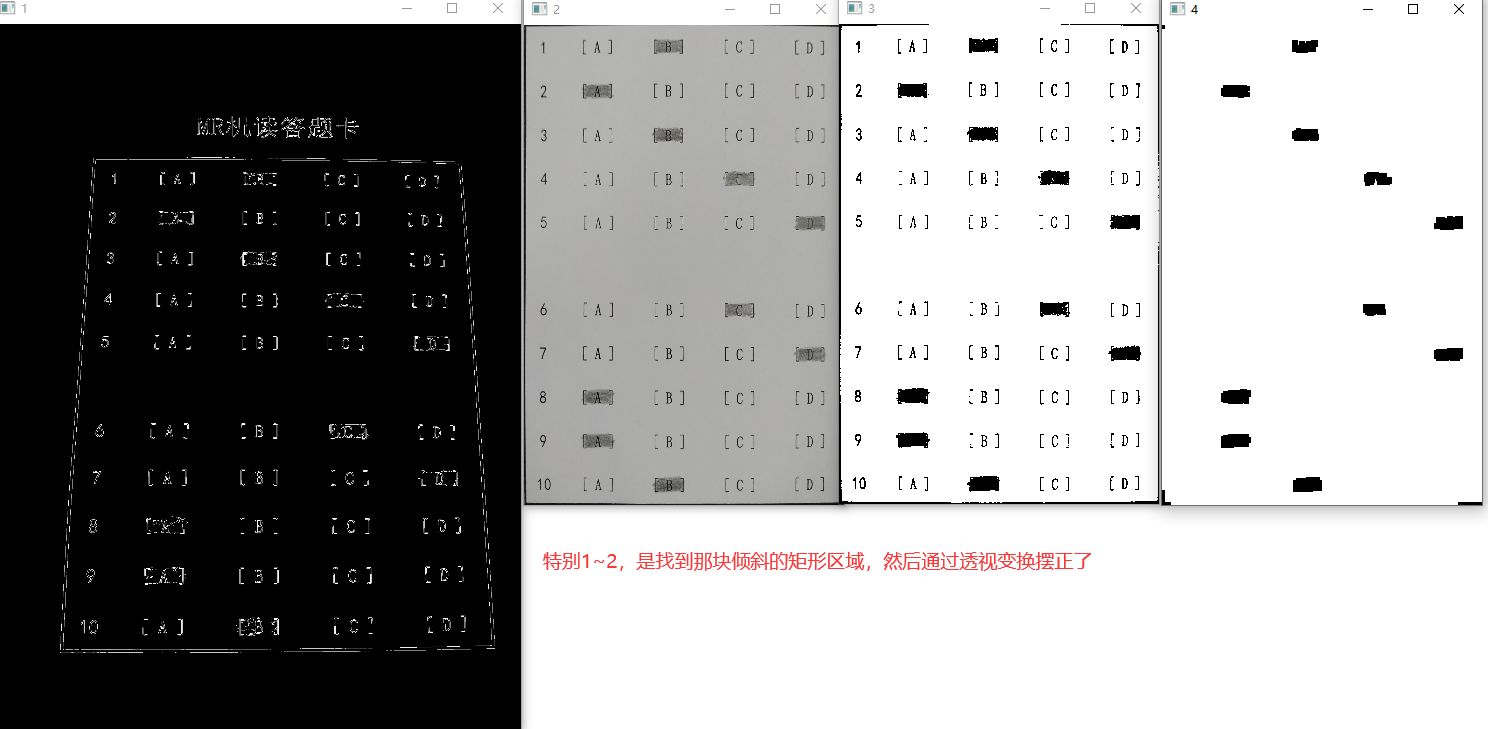 1
MR机读答题卡
1 [ A ] [ C ] [ D ]
2 [ A ] [ B ] [ C ] [ D ]
3 [ A ] [ B ] [ C ] [ D ]
4 [ A ] [ B ] [ D ]
5 [ A ] [ B ] [ C ] [ D ]
6 [ A ] [ B ] [ C ] [ D ]
7 [ A ] [ B ] [ C ] [ D ]
8 [ B ] [ C ] [ D ]
9 [ A ] [ B ] [ C ] [ D ]
10 [ A ] [ B ] [ C ] [ D ]
2
1 [ A ] [ B ] [ C ] [ D ]
2 [ A ] [ B ] [ C ] [ D ]
3 [ A ] [ B ] [ C ] [ D ]
4 [ A ] [ B ] [ C ] [ D ]
5 [ A ] [ B ] [ C ] [ D ]
6 [ A ] [ B ] [ C ] [ D ]
7 [ A ] [ B ] [ C ] [ D ]
8 [ A ] [ B ] [ C ] [ D ]
9 [ A ] [ B ] [ C ] [ D ]
10 [ A ] [ B ] [ C ] [ D ]
3
1 [ A ] [ C ] [ D ]
2 [ B ] [ C ] [ D ]
3 [ A ] [ C ] [ D ]
4 [ A ] [ B ] [ D ]
5 [ A ] [ B ] [ C ]
6 [ A ] [ B ] [ D ]
7 [ A ] [ B ] [ C ]
8 [ B ] [ C ] [ D ]
9 [ B ] [ C ] [ D ]
10 [ A ] [ C ] [ D ]
4
特别1~2，是找到那块倾斜的矩形区域，然后通过透视变换摆正了